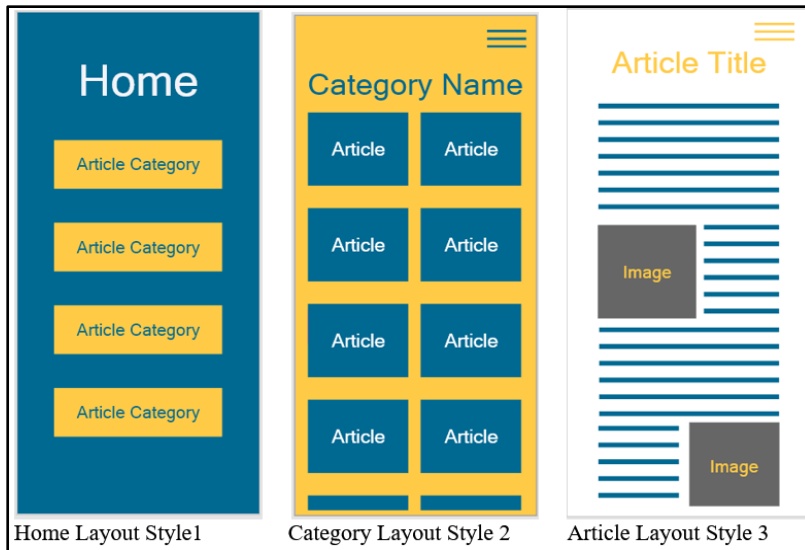 Home
Article Category
Article Category
Article Category
Article Category
Home Layout Style1
Category Name
Article Article
Article Article
Article Article
Article Article
Category Layout Style 2
Article Title
Image
Image
Article Layout Style 3